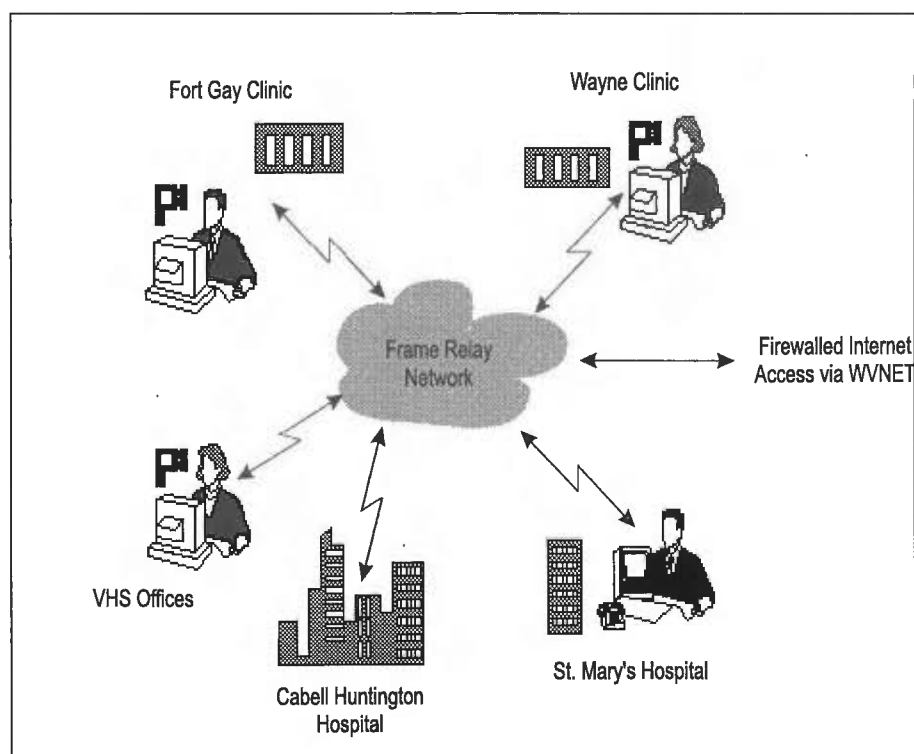 Fort Gay Clinic
Wayne Clinic
Frame Relay
Network
Firewalled Internet
Access via WVNET
VHS Offices
Cabell Huntington
Hospital
St. Mary's Hospital